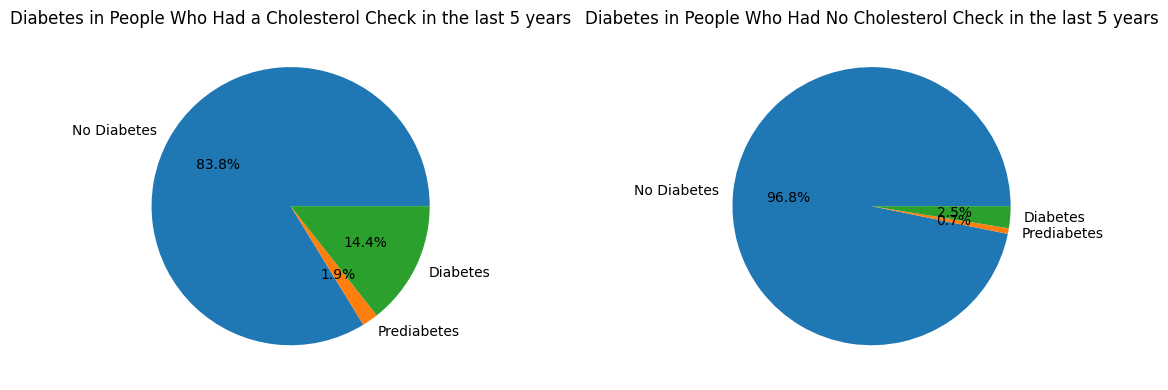 Diabetes in People Who Had a Cholesterol Check in the last 5 years
No Diabetes
83.8%
14.4%
1.9%
Diabetes
Prediabetes
Diabetes in People Who Had No Cholesterol Check in the last 5 years
No Diabetes
96.8%
2.5%
0.7%
Diabetes
Prediabetes